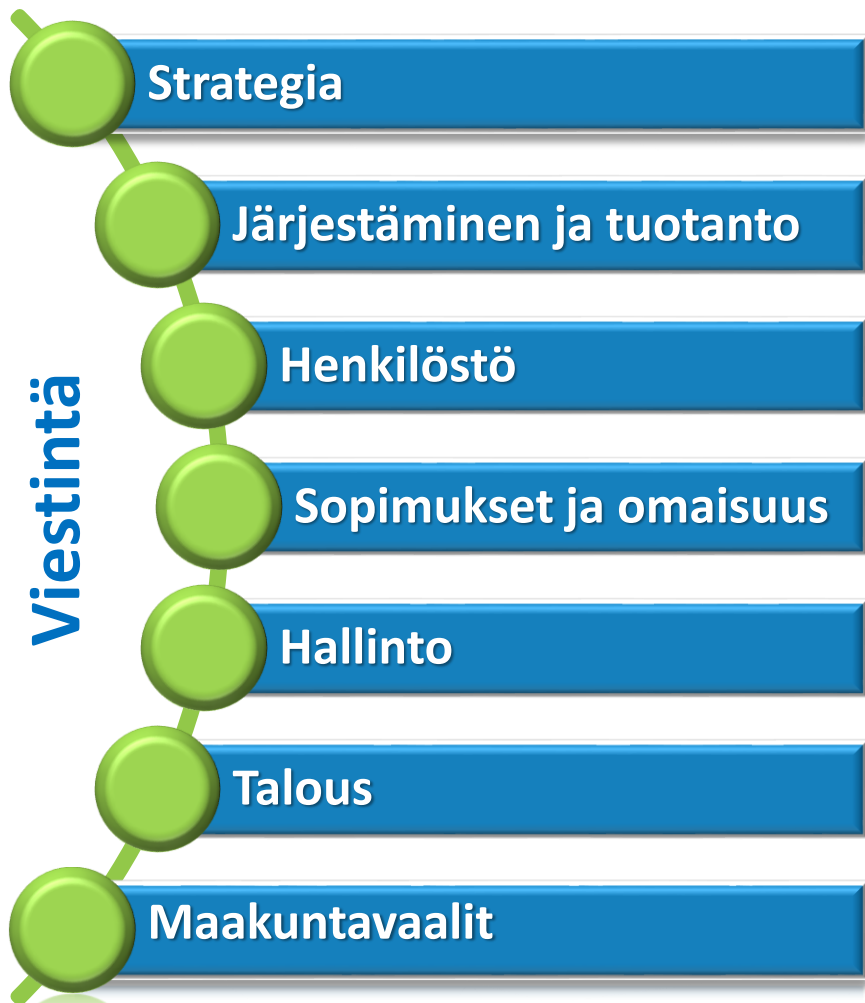 Strategia
Järjestäminen ja tuotanto
Henkilöstö
Viestintä
Sopimukset ja omaisuus
Hallinto
Talous
Maakuntavaalit